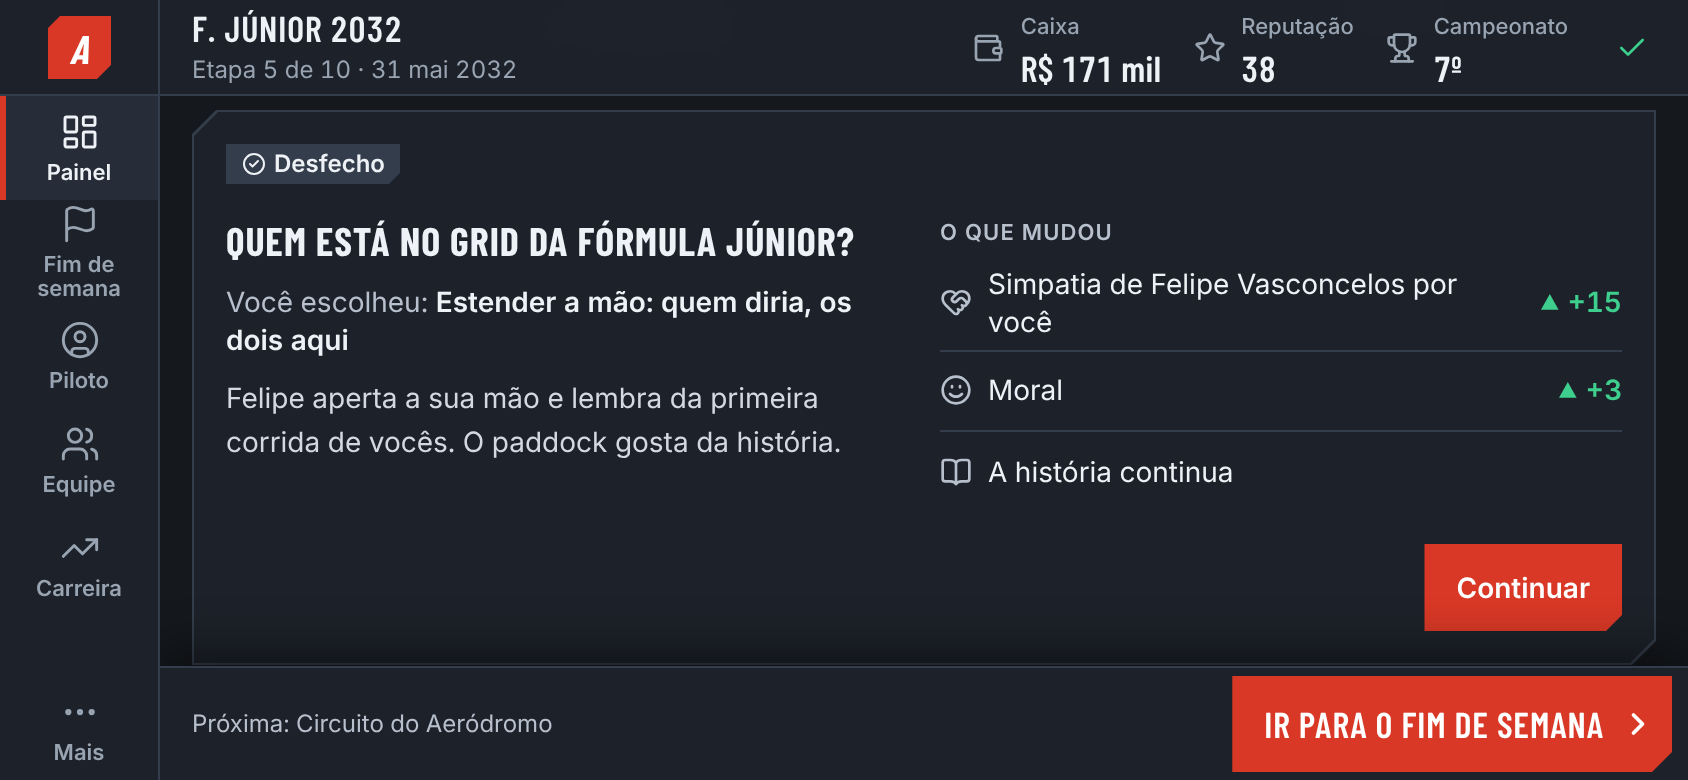 A
F. JÚNIOR 2032
Etapa 5 de 10 · 31 mai 2032
Caixa
R$ 171 mil
Reputação
38
Campeonato
7º
Painel
Fim de
semana
Piloto
Equipe
Carreira
Mais
Desfecho
QUEM ESTÁ NO GRID DA FÓRMULA JÚNIOR?
Você escolheu: Estender a mão: quem diria, os
dois aqui
Felipe aperta a sua mão e lembra da primeira
corrida de vocês. O paddock gosta da história.
O QUE MUDOU
Simpatia de Felipe Vasconcelos por
você
▲ +15
Moral
▲ +3
A história continua
Continuar
Próxima: Circuito do Aeródromo
IR PARA O FIM DE SEMANA